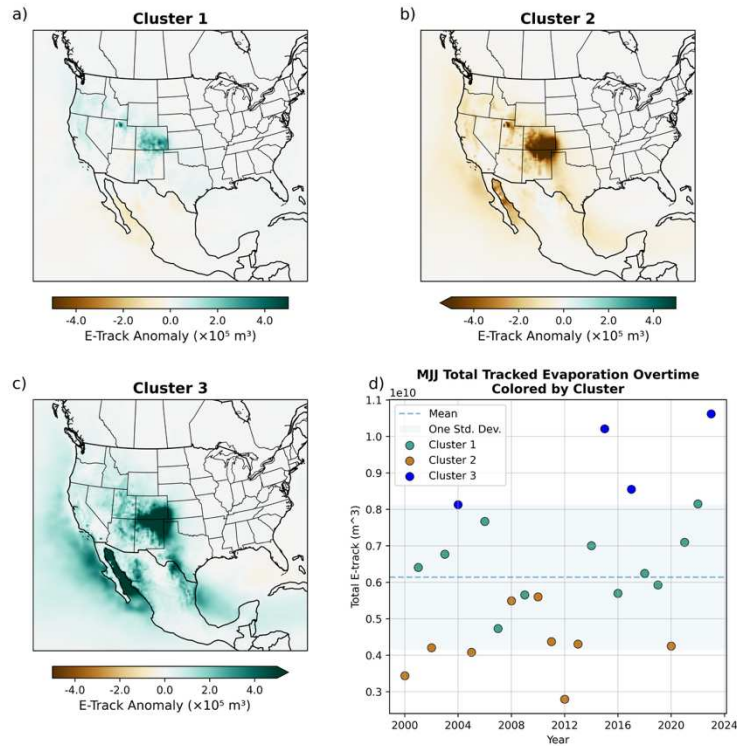 a)
Cluster 1
-4.0 -2.0 0.0 2.0 4.0
E-Track Anomaly (×10⁵ m³)
b)
Cluster 2
-4.0 -2.0 0.0 2.0 4.0
E-Track Anomaly (×10⁵ m³)
c)
Cluster 3
-4.0 -2.0 0.0 2.0 4.0
E-Track Anomaly (×10⁵ m³)
d)
MJJ Total Tracked Evaporation Overtime
Colored by Cluster
1e10
Mean
One Std. Dev.
Cluster 1
Cluster 2
Cluster 3
1.1
1.0
0.9
0.8
0.7
0.6
0.5
0.4
0.3
Total E-track (m^3)
2000 2004 2008 2012 2016 2020 2024
Year